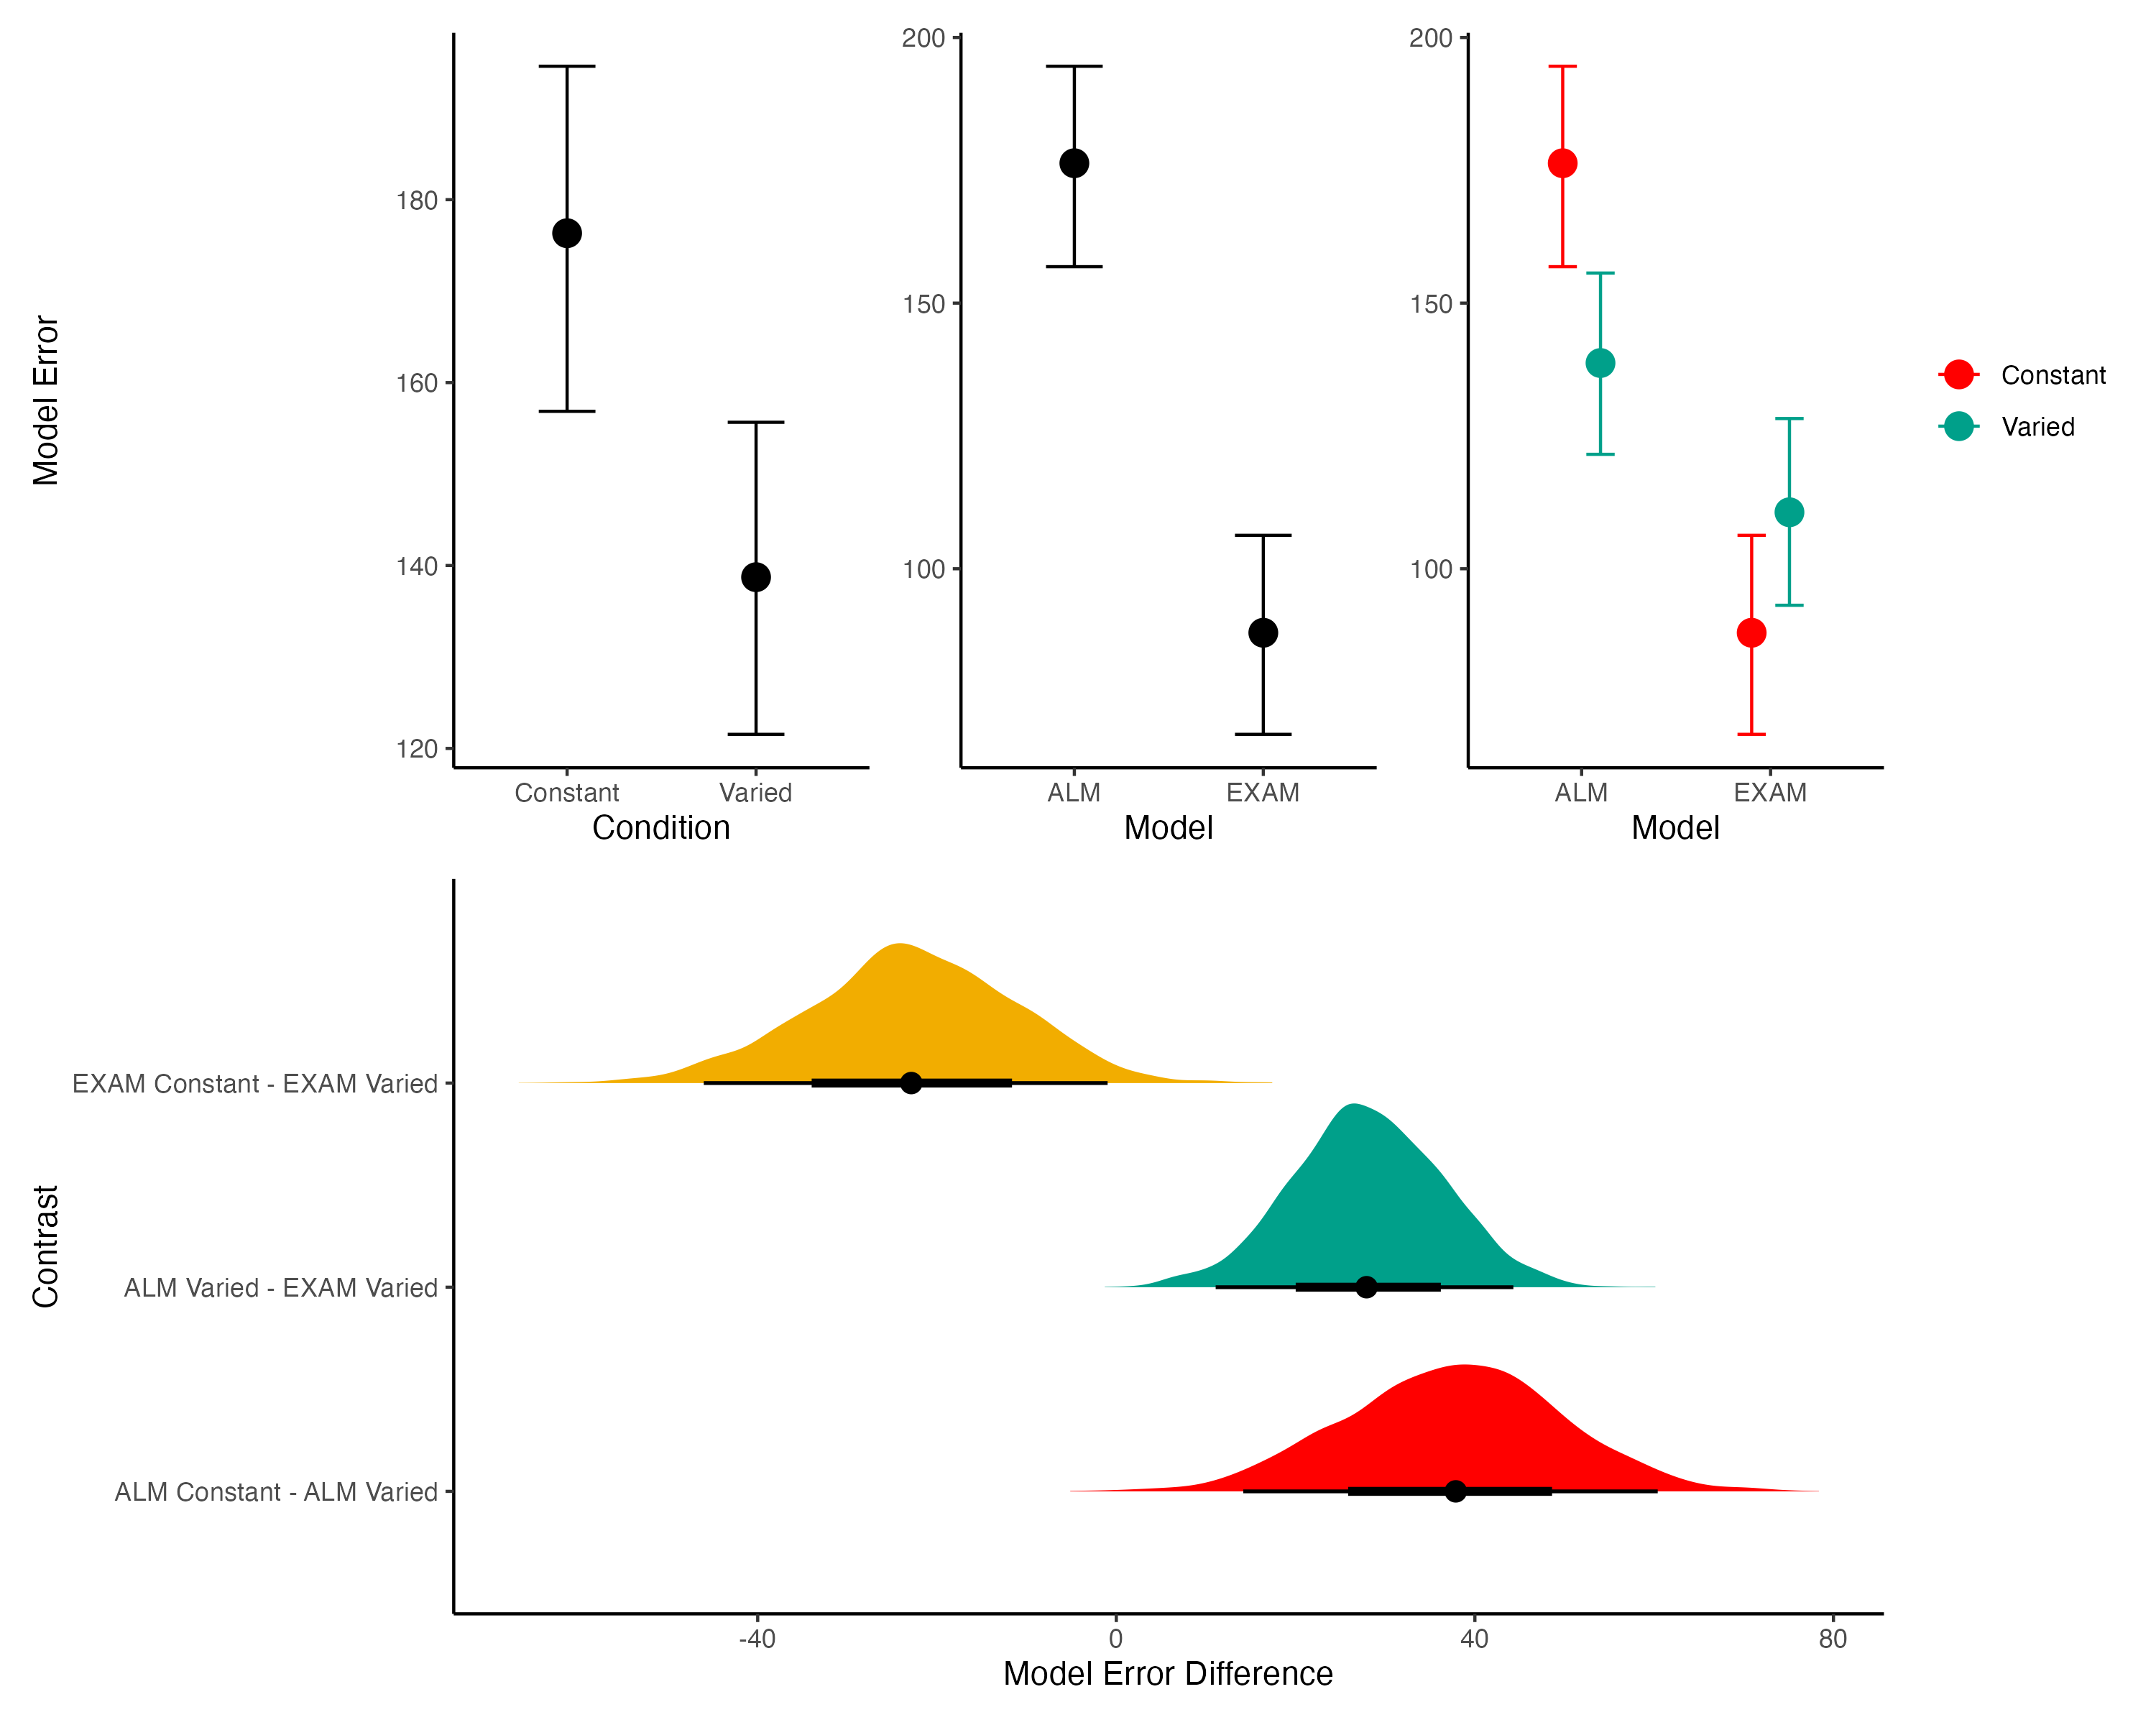 Model Error
180
160
140
120
Constant
Varied
Condition
200
150
100
ALM
EXAM
Model
200
150
100
ALM
EXAM
Model
Constant
Varied
Contrast
EXAM Constant - EXAM Varied
ALM Varied - EXAM Varied
ALM Constant - ALM Varied
-40
0
40
80
Model Error Difference